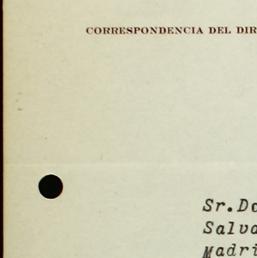 CORRESPONDENCIA DEL DIR
Sr. Do
Salva
Madri